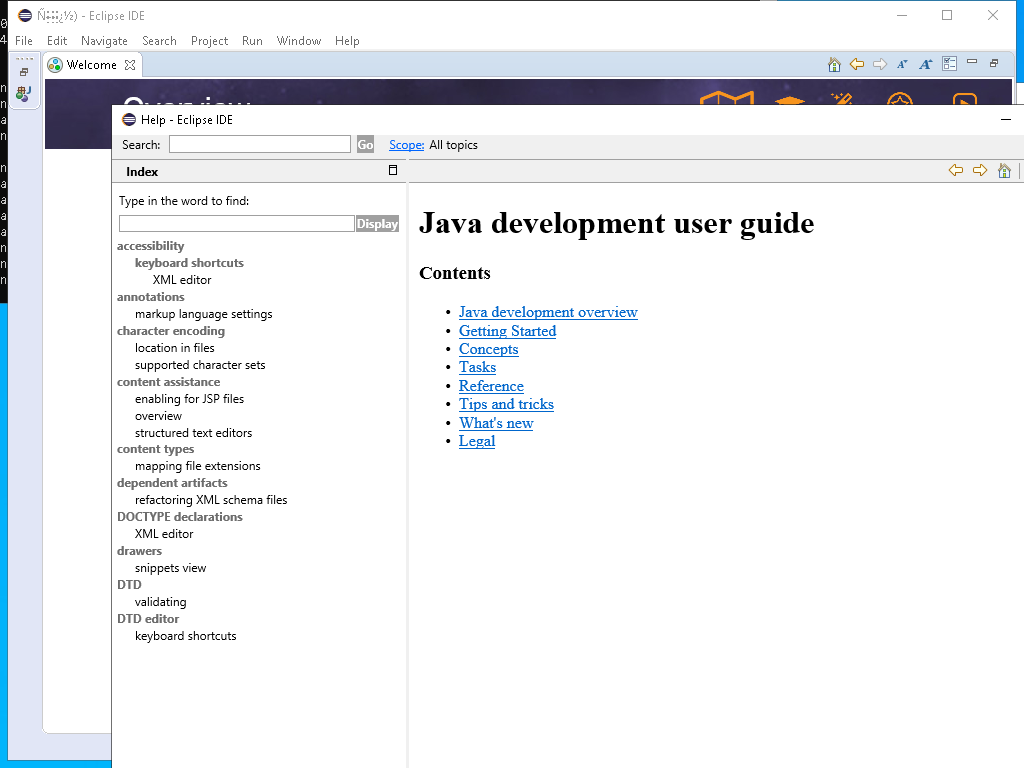 - Eclipse IDE
File Edit Navigate Search Project Run Window Help
Welcome
Overview
Help - Eclipse IDE
Search: Go Scope: All topics
Index
Type in the word to find:
Display
accessibility
keyboard shortcuts
XML editor
annotations
markup language settings
character encoding
location in files
supported character sets
content assistance
enabling for JSP files
overview
structured text editors
content types
mapping file extensions
dependent artifacts
refactoring XML schema files
DOCTYPE declarations
XML editor
drawers
snippets view
DTD
validating
DTD editor
keyboard shortcuts
Java development user guide
Contents
• Java development overview
• Getting Started
• Concepts
• Tasks
• Reference
• Tips and tricks
• What's new
• Legal